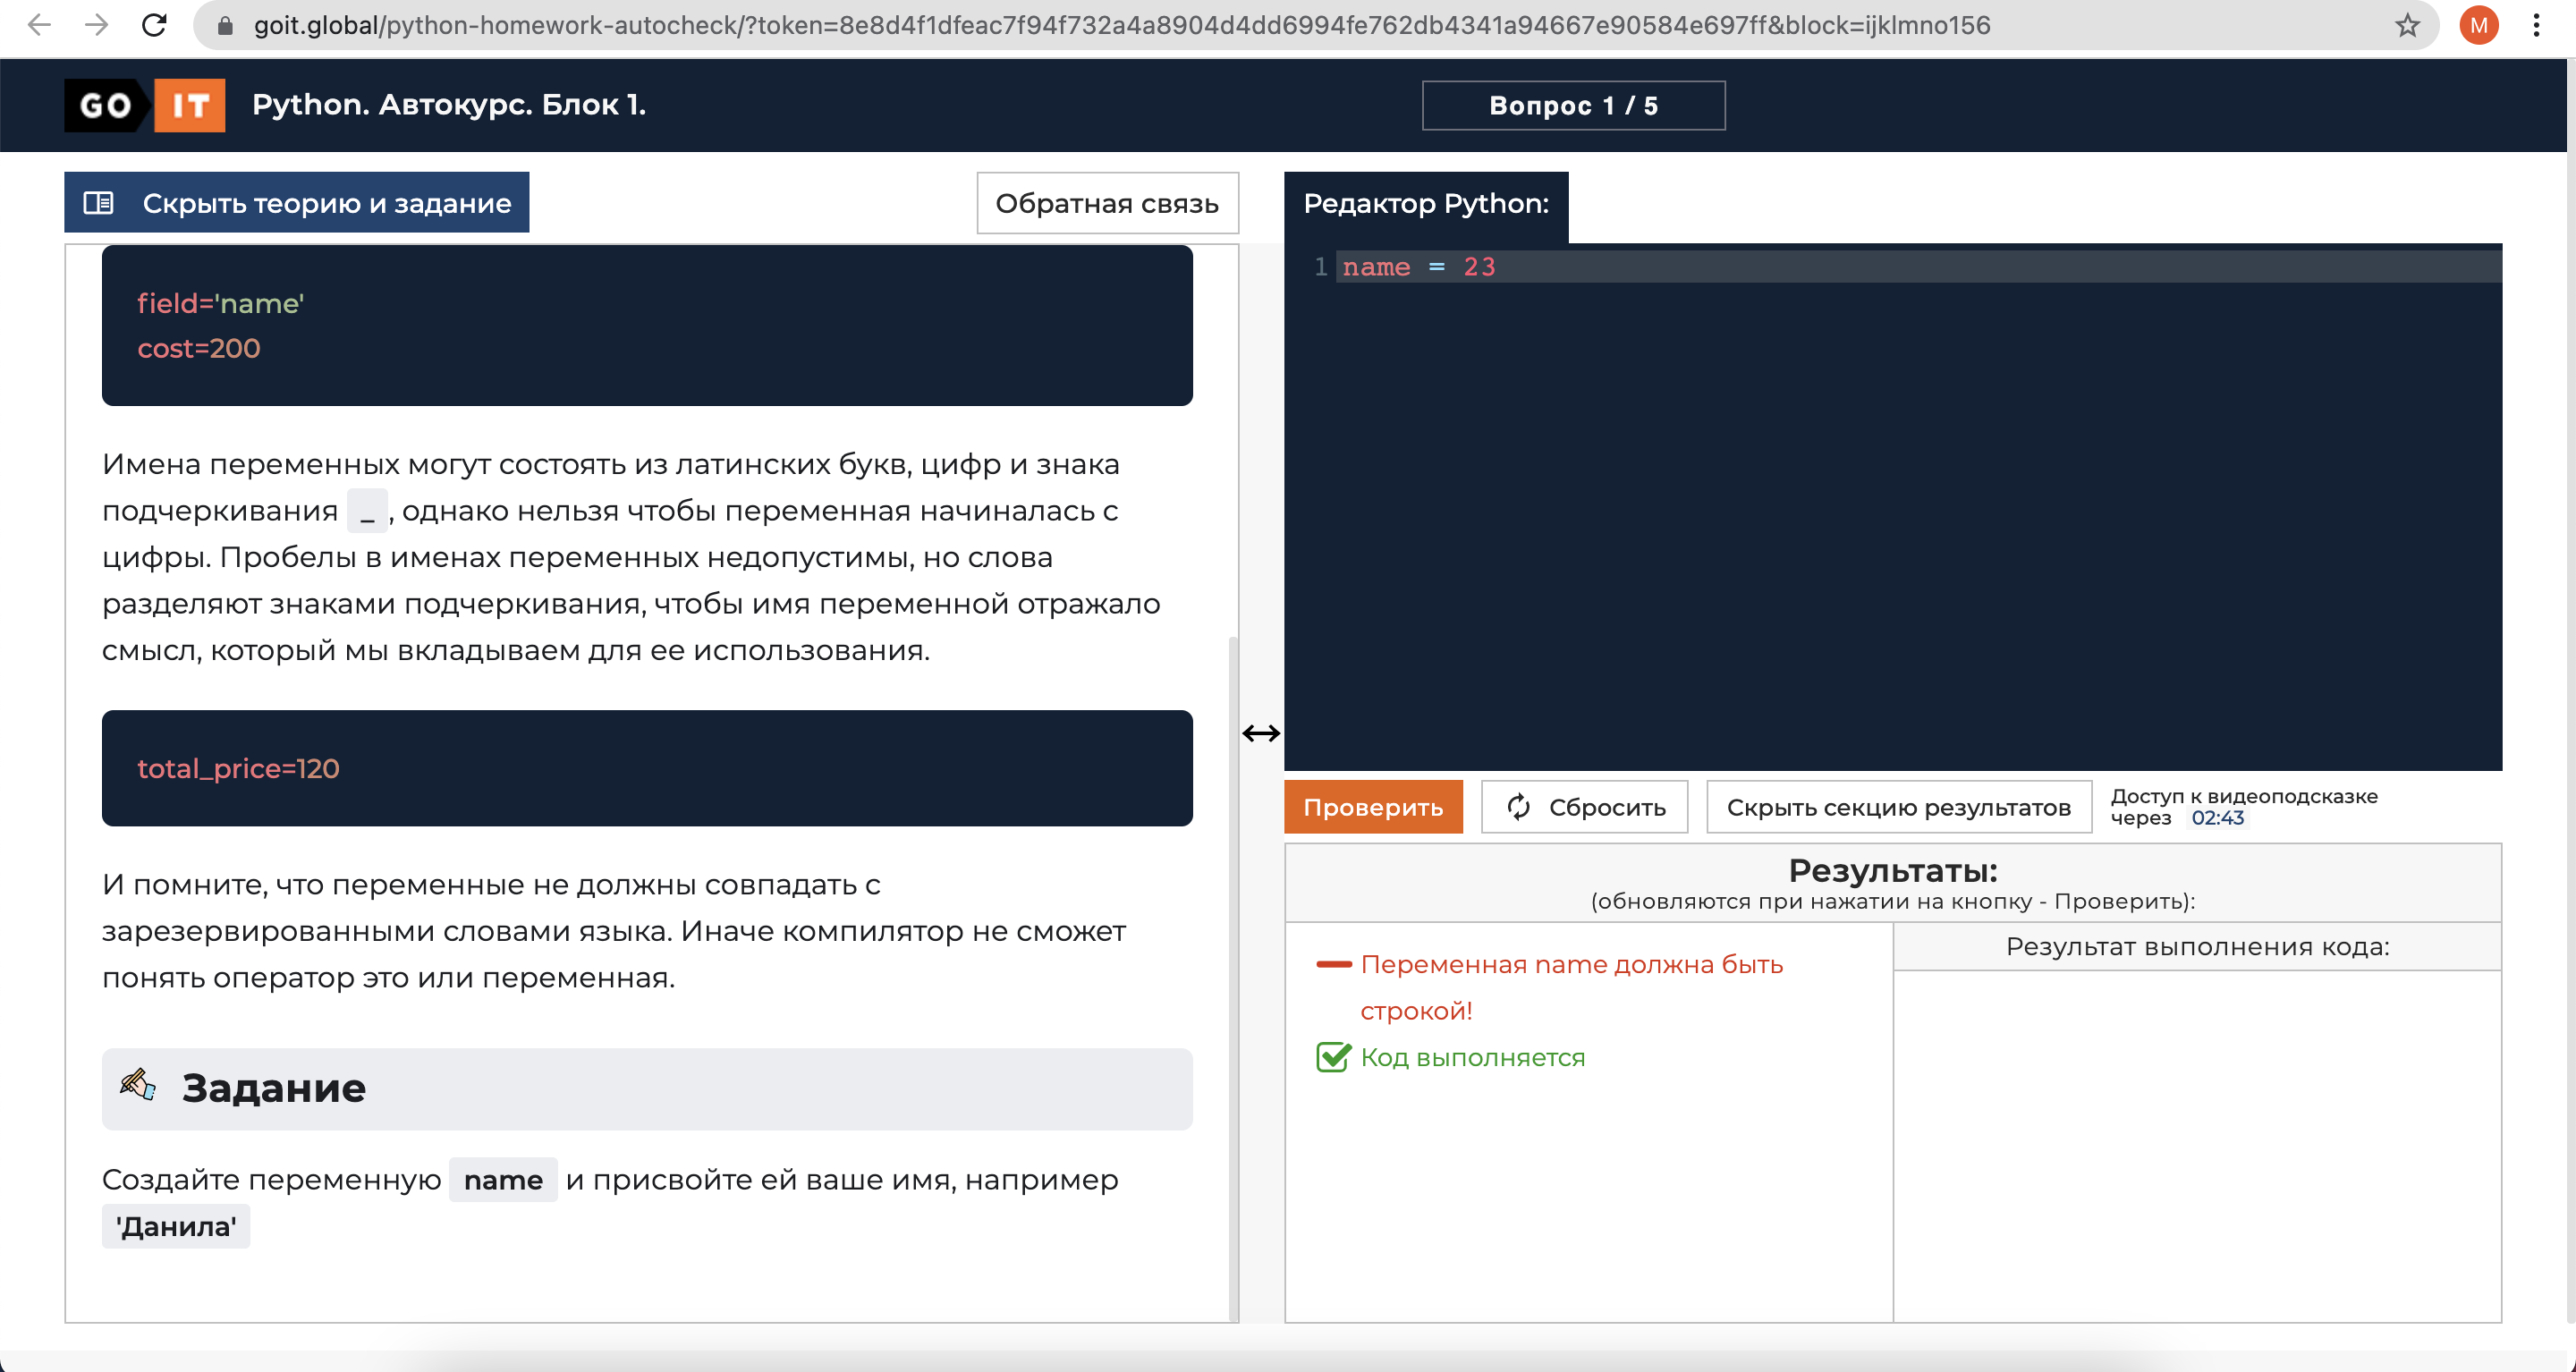 goit.global/python-homework-autocheck/?token=8e8d4f1dfeac7f94f732a4a8904d4dd6994fe762db4341a94667e90584e697ff&block=ijklmno156
M
GO IT
Python. Автокурс. Блок 1.
Вопрос 1 / 5
Скрыть теорию и задание
Обратная связь
field='name'
cost=200
Имена переменных могут состоять из латинских букв, цифр и знака
подчеркивания _ , однако нельзя чтобы переменная начиналась с
цифры. Пробелы в именах переменных недопустимы, но слова
разделяют знаками подчеркивания, чтобы имя переменной отражало
смысл, который мы вкладываем для ее использования.
total_price=120
И помните, что переменные не должны совпадать с
зарезервированными словами языка. Иначе компилятор не сможет
понять оператор это или переменная.
Задание
Создайте переменную name и присвойте ей ваше имя, например
'Данила'
Редактор Python:
1 name = 23
Проверить
Сбросить
Скрыть секцию результатов
Доступ к видеоподсказке
через 02:43
Результаты:
(обновляются при нажатии на кнопку - Проверить):
Переменная name должна быть
строкой!
Код выполняется
Результат выполнения кода: